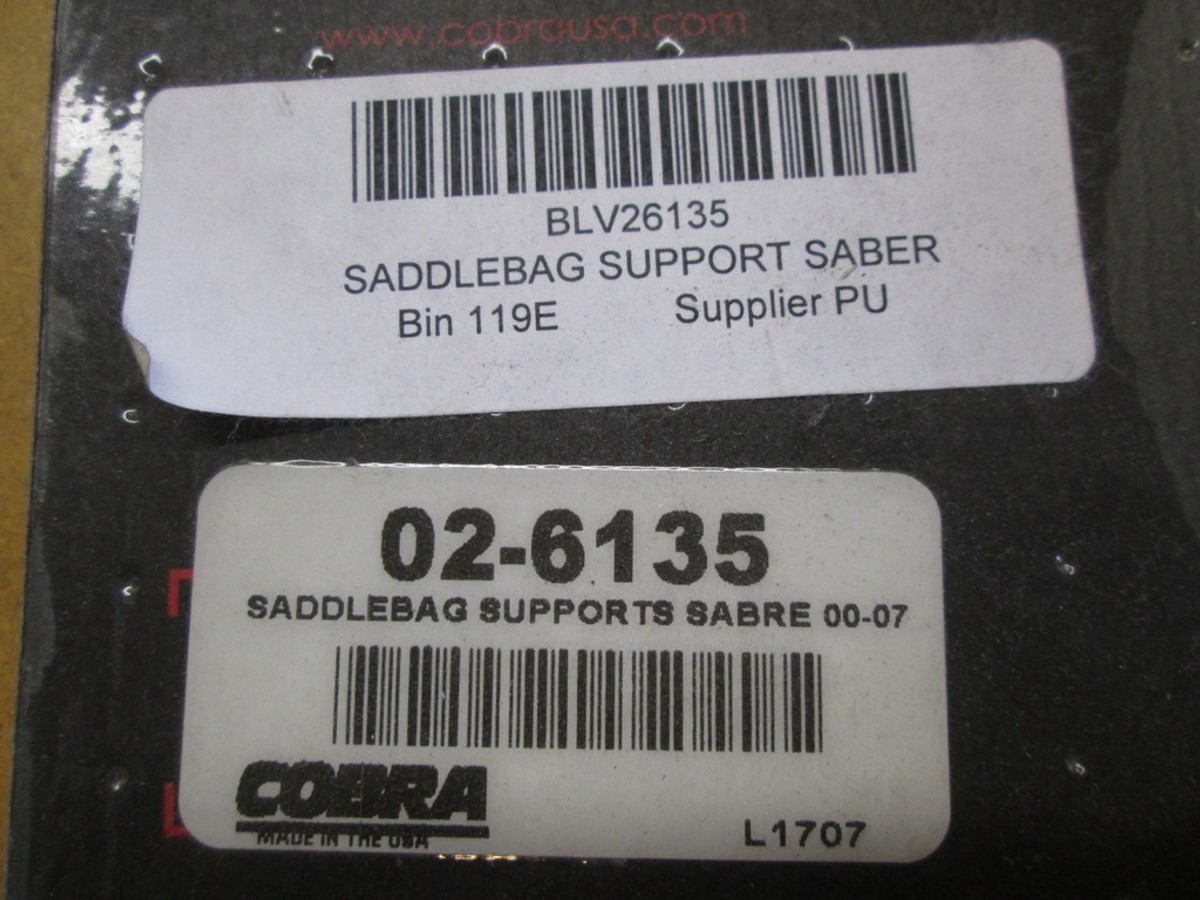 www.cobrausa.com
BLV26135
SADDLEBAG SUPPORT SABER
Bin 119E Supplier PU
02-6135
SADDLEBAG SUPPORTS SABRE 00-07
COBRA
MADE IN THE USA
L1707